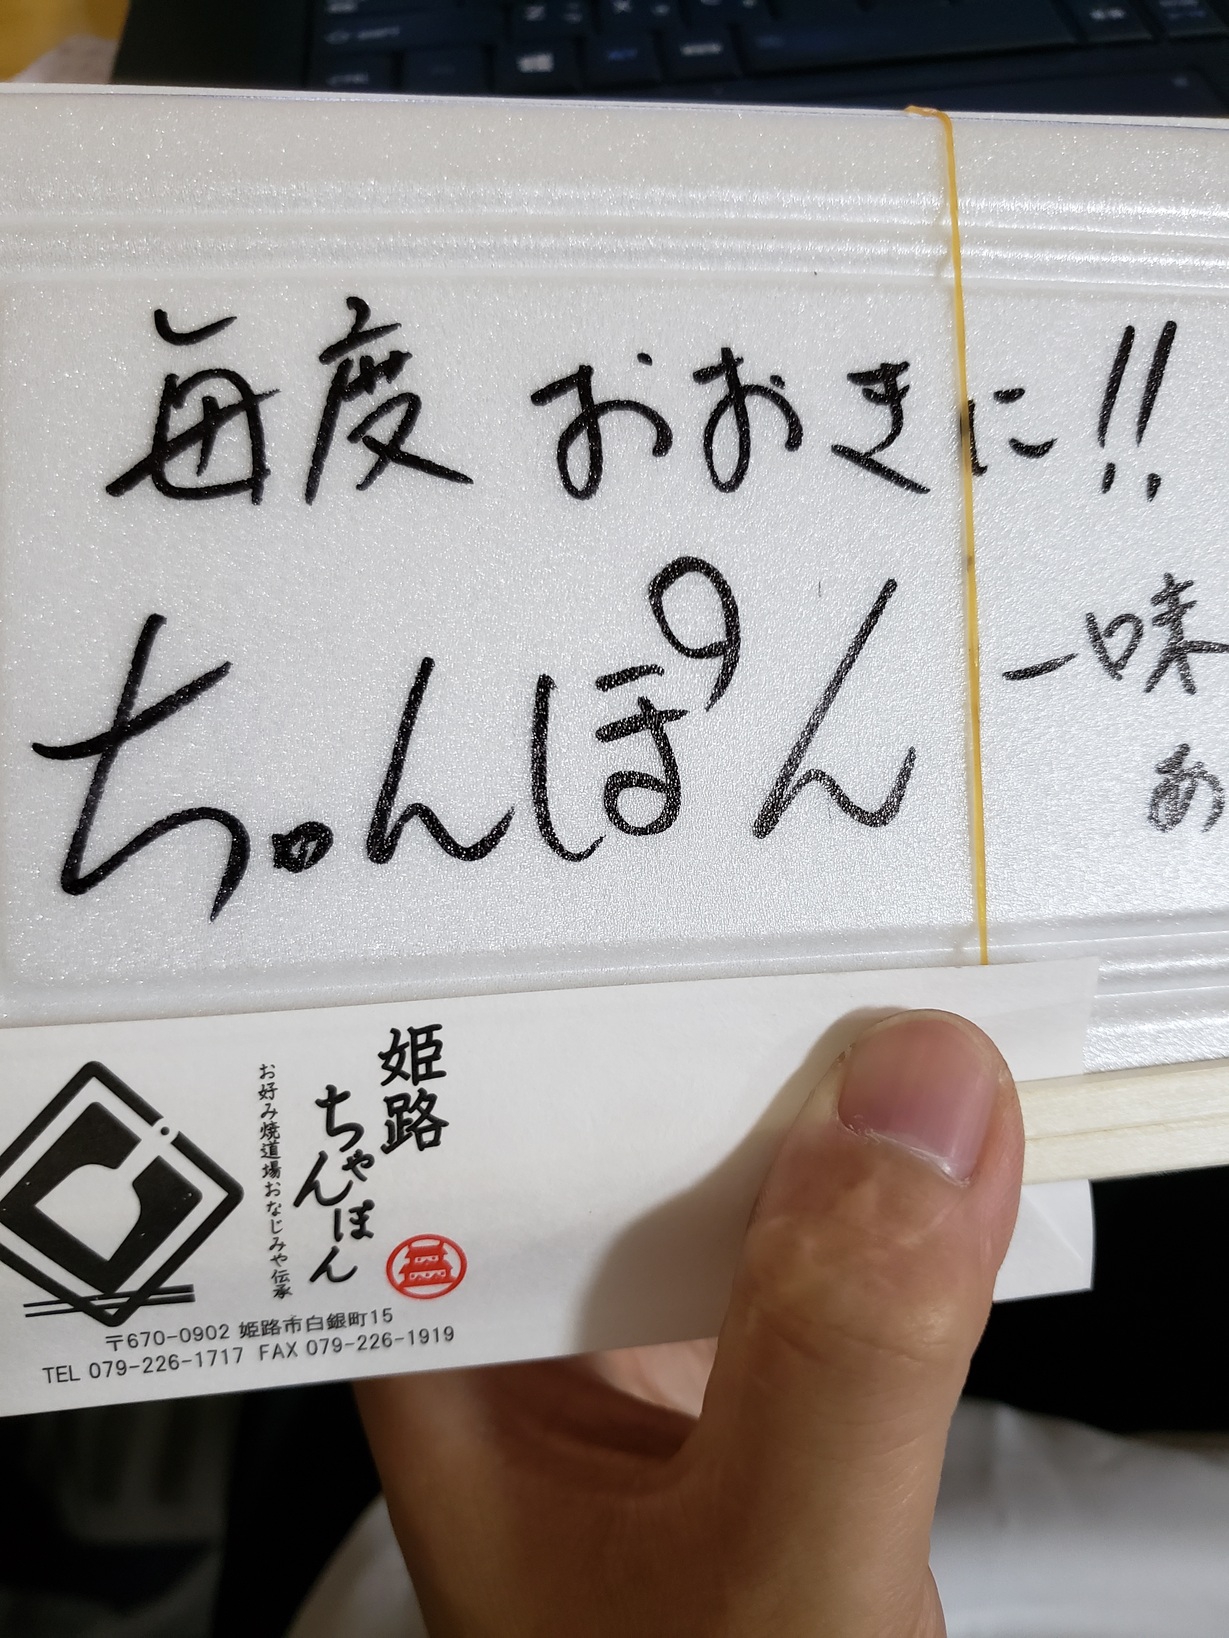 毎度 おおきに!!
ちゃんぽん
一味
あ
姫路
ちゃんぽん
お好み焼道場おなじみや伝承
〒670-0902 姫路市白銀町15
TEL 079-226-1717 FAX 079-226-1919